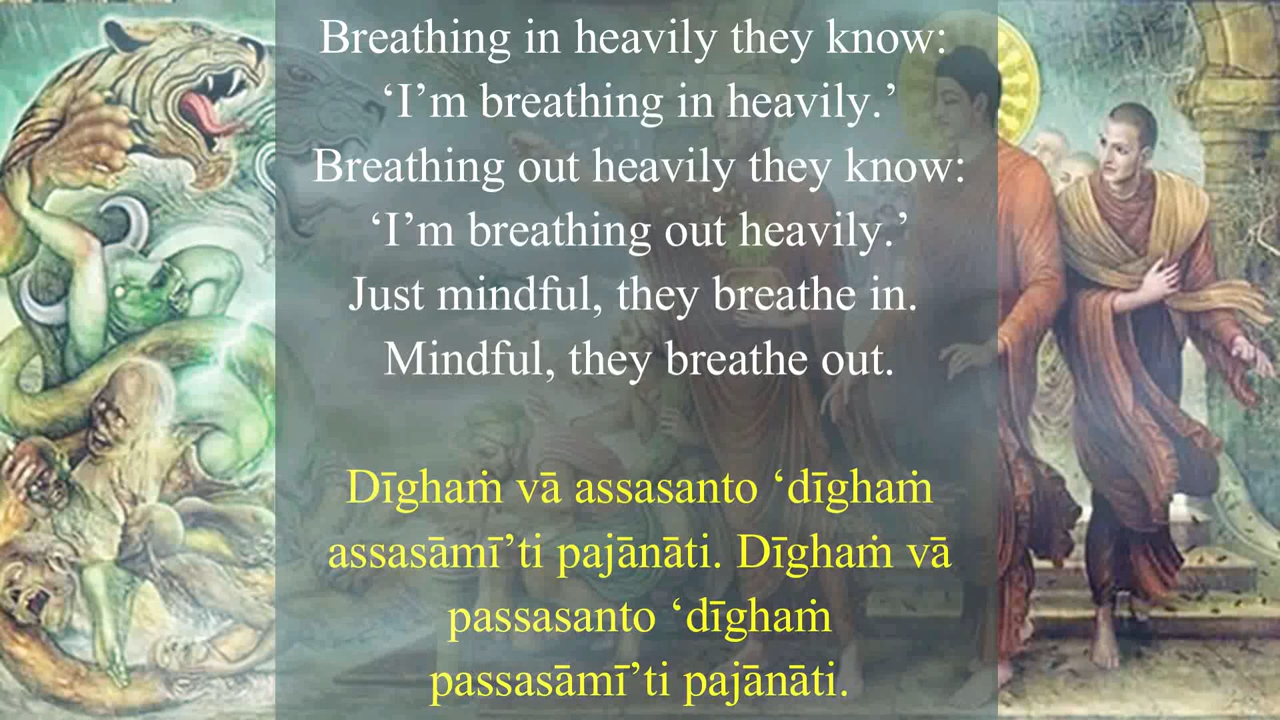 Breathing in heavily they know:
‘I’m breathing in heavily.’
Breathing out heavily they know:
‘I’m breathing out heavily.’
Just mindful, they breathe in.
Mindful, they breathe out.
Dīghaṁ vā assasanto ‘dīghaṁ
assasāmī’ti pajānāti. Dīghaṁ vā
passasanto ‘dīghaṁ
passasāmī’ti pajānāti.